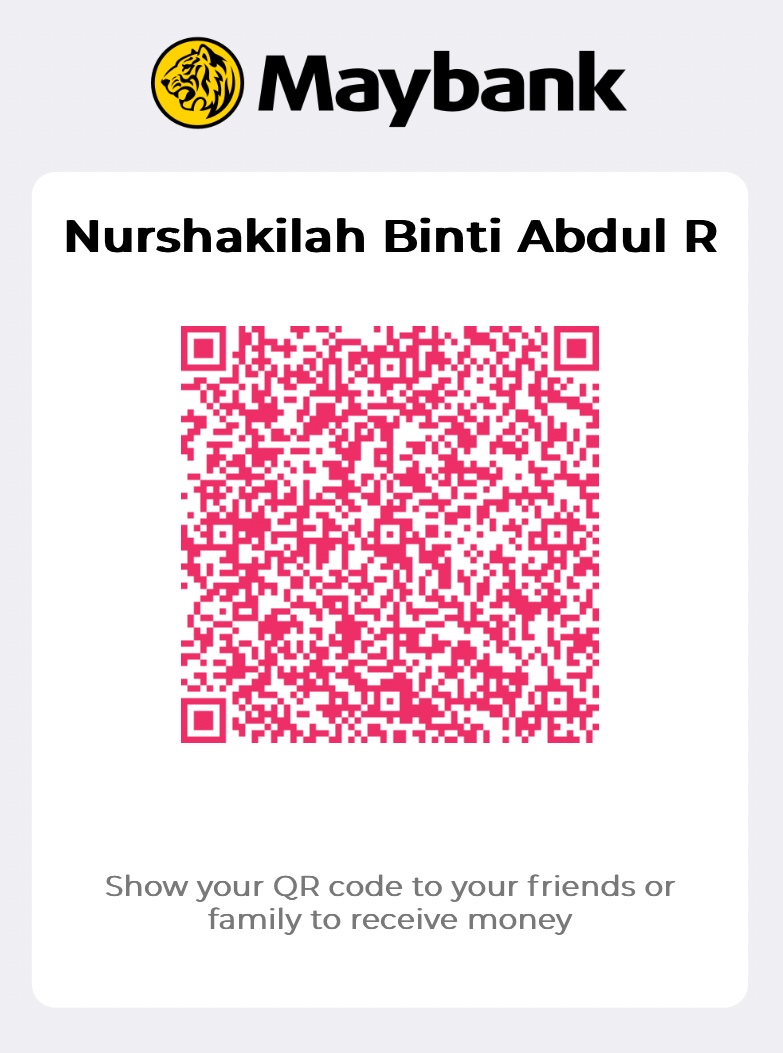 Maybank
Nurshakilah Binti Abdul R
Show your QR code to your friends or
family to receive money